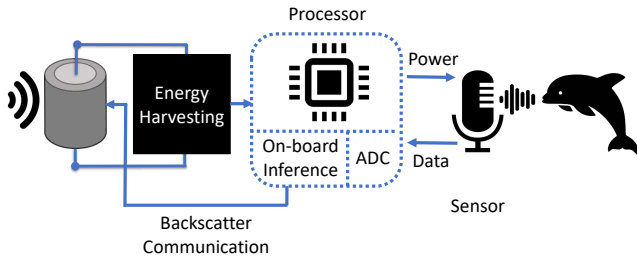 Processor
Power
Energy
Harvesting
On-board
Inference
ADC
Data
Sensor
Backscatter
Communication